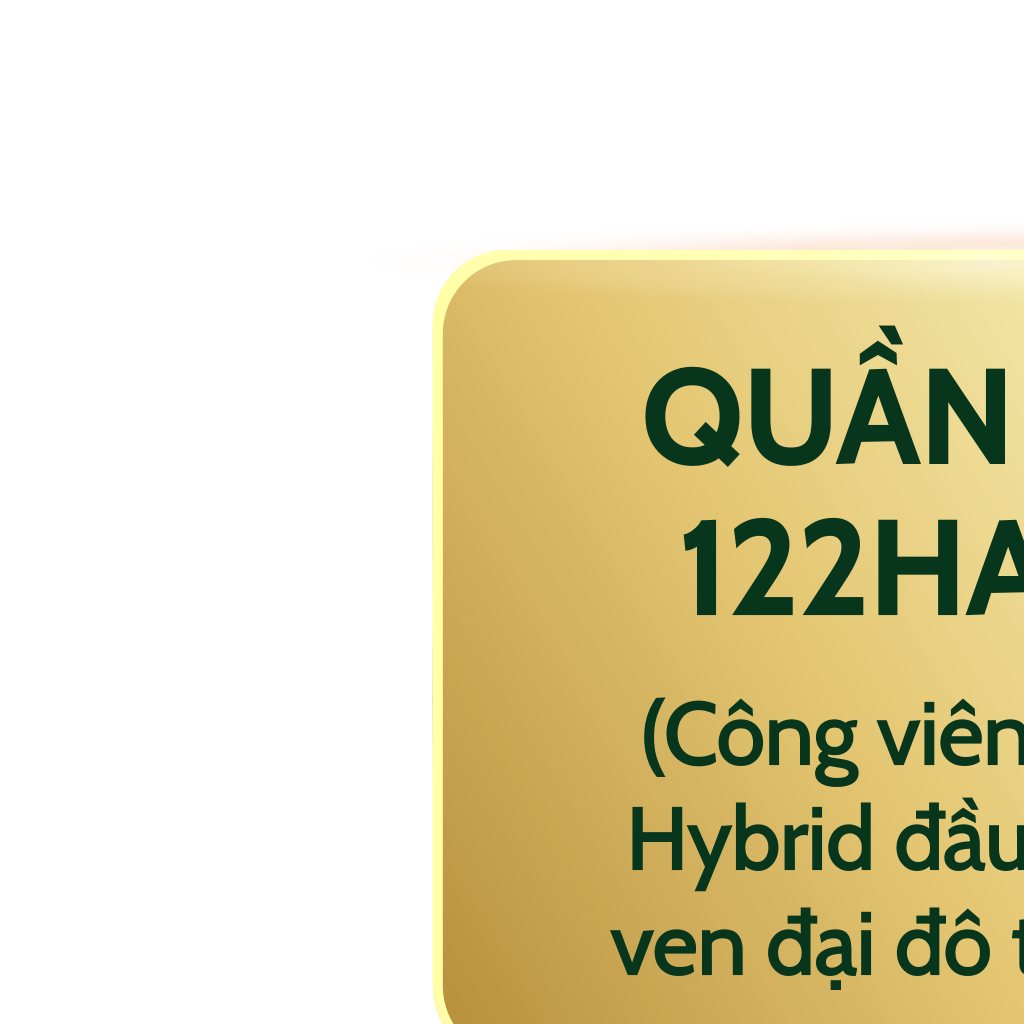 QUẦN
122HA
(Công viên
Hybrid đầu
ven đại đô